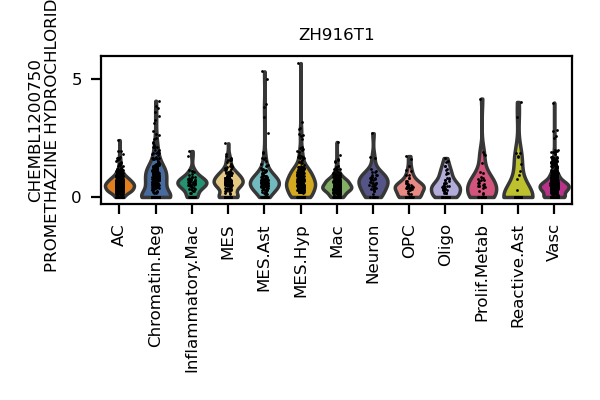 ZH916T1
CHEMBL1200750
PROMETHAZINE HYDROCHLORID
5
0
AC
Chromatin.Reg
Inflammatory.Mac
MES
MES.Ast
MES.Hyp
Mac
Neuron
OPC
Oligo
Prolif.Metab
Reactive.Ast
Vasc